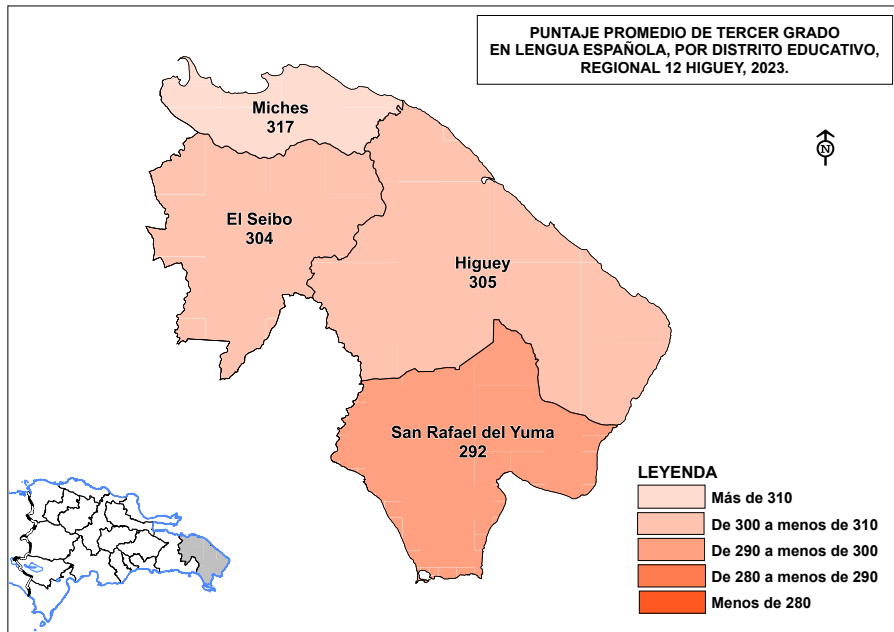 PUNTAJE PROMEDIO DE TERCER GRADO
EN LENGUA ESPAÑOLA, POR DISTRITO EDUCATIVO,
REGIONAL 12 HIGUEY, 2023.
Miches
317
N
El Seibo
304
Higuey
305
San Rafael del Yuma
292
LEYENDA
Más de 310
De 300 a menos de 310
De 290 a menos de 300
De 280 a menos de 290
Menos de 280